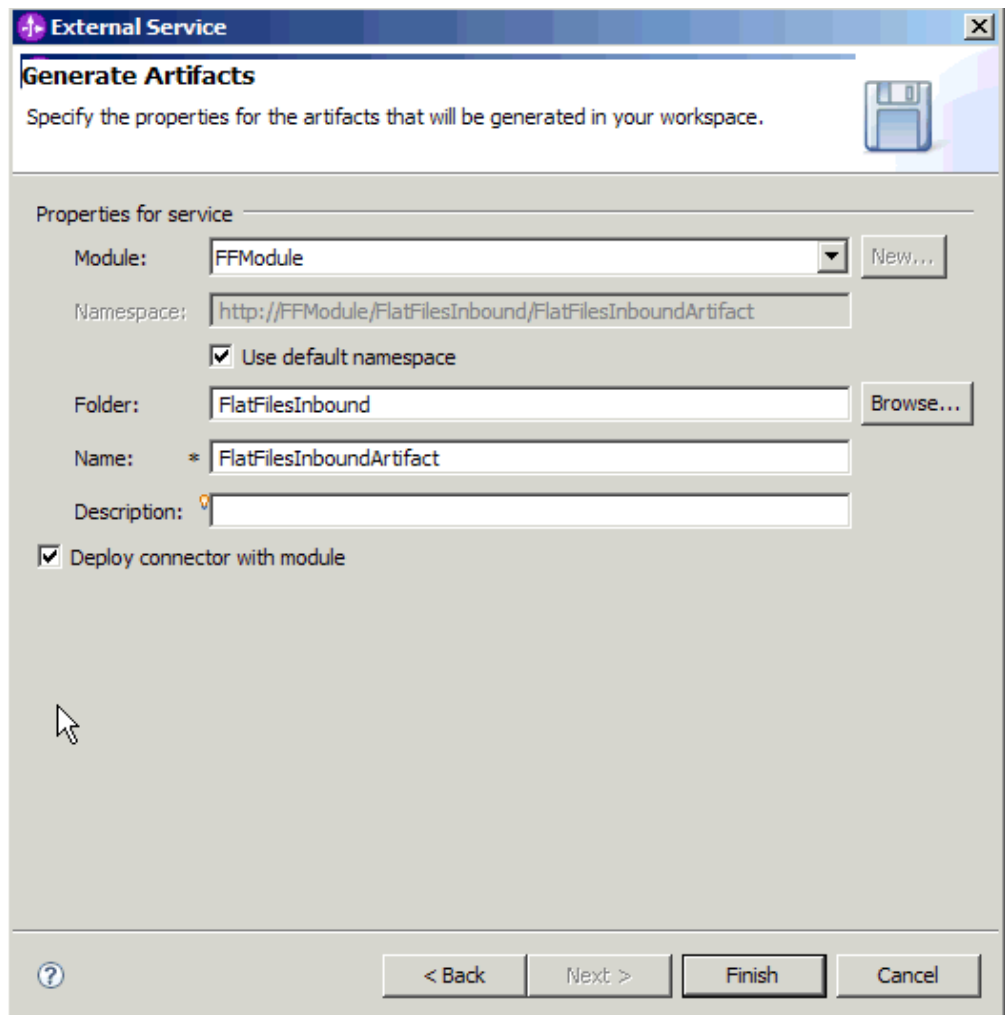 External Service
Generate Artifacts
Specify the properties for the artifacts that will be generated in your workspace.
Properties for service
Module: FFModule New...
Namespace: http://FFModule/FlatFilesInbound/FlatFilesInboundArtifact
Use default namespace
Folder: FlatFilesInbound Browse...
Name: * FlatFilesInboundArtifact
Description:
Deploy connector with module
? < Back Next > Finish Cancel